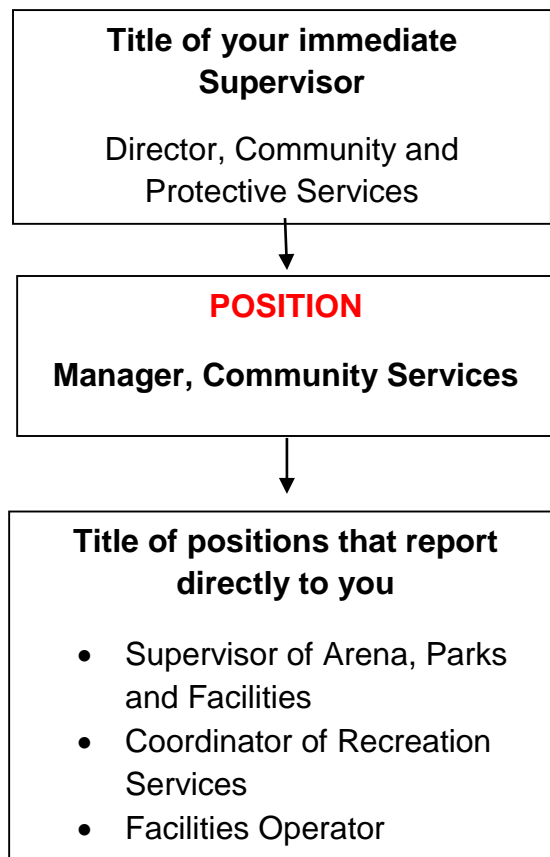 Title of your immediate
Supervisor
Director, Community and
Protective Services
POSITION
Manager, Community Services
Title of positions that report
directly to you
• Supervisor of Arena, Parks
and Facilities
• Coordinator of Recreation
Services
• Facilities Operator